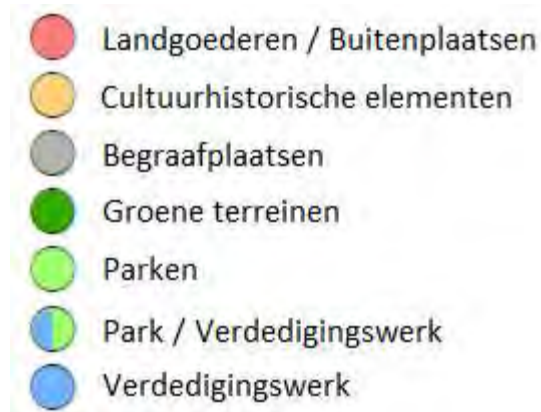 Landgoederen / Buitenplaatsen
Cultuurhistorische elementen
Begraafplaatsen
Groene terreinen
Parken
Park / Verdedigingswerk
Verdedigingswerk